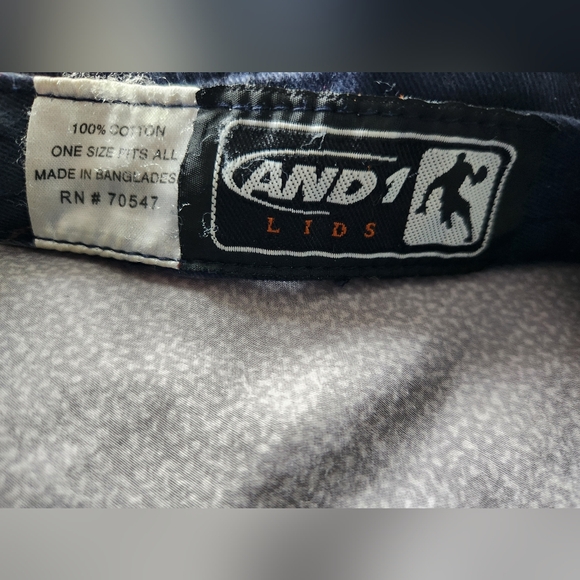 100% COTTON
ONE SIZE FITS ALL
MADE IN BANGLADES
RN # 70547
AND 1
LIDS